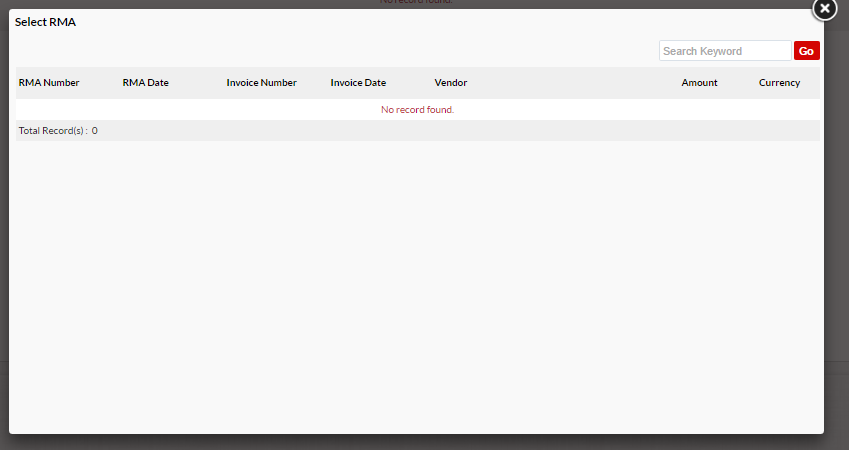 No record found.
Select RMA
Search Keyword Go
RMA Number RMA Date Invoice Number Invoice Date Vendor Amount Currency
No record found.
Total Record(s) : 0